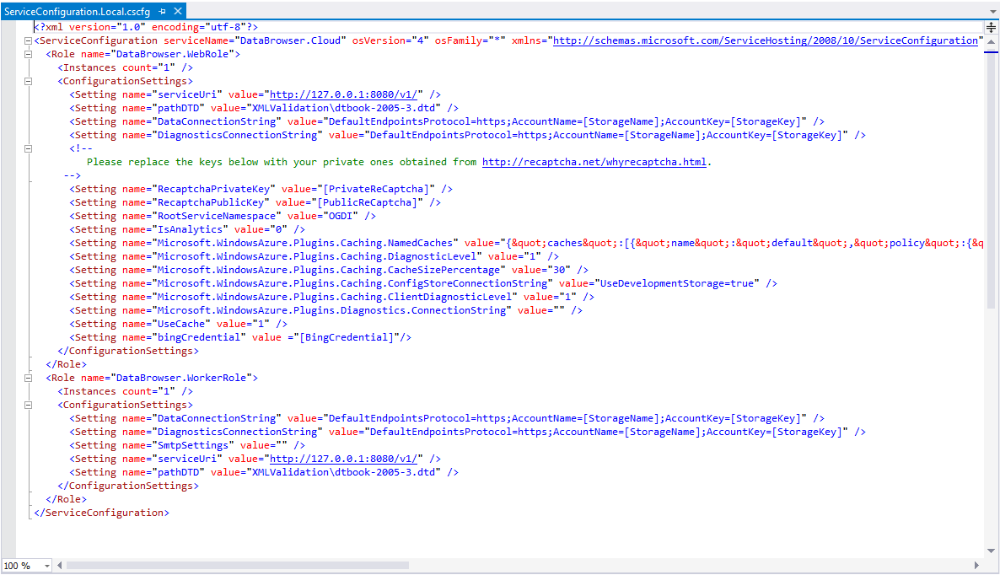 ServiceConfiguration.Local.cscfg
<?xml version="1.0" encoding="utf-8"?>
<ServiceConfiguration serviceName="DataBrowser.Cloud" osVersion="4" osFamily="*" xmlns="http://schemas.microsoft.com/ServiceHosting/2008/10/ServiceConfiguration"
<Role name="DataBrowser.WebRole">
<Instances count="1" />
<ConfigurationSettings>
<Setting name="serviceUri" value="http://127.0.0.1:8080/v1/" />
<Setting name="pathDTD" value="XMLValidation\dtbook-2005-3.dtd" />
<Setting name="DataConnectionString" value="DefaultEndpointsProtocol=https;AccountName=[StorageName];AccountKey=[StorageKey]" />
<Setting name="DiagnosticsConnectionString" value="DefaultEndpointsProtocol=https;AccountName=[StorageName];AccountKey=[StorageKey]" />
<!--
Please replace the keys below with your private ones obtained from http://recaptcha.net/whyrecaptcha.html.
-->
<Setting name="RecaptchaPrivateKey" value="[PrivateReCaptcha]" />
<Setting name="RecaptchaPublicKey" value="[PublicReCaptcha]" />
<Setting name="RootServiceNamespace" value="OGDI" />
<Setting name="IsAnalytics" value="0" />
<Setting name="Microsoft.WindowsAzure.Plugins.Caching.NamedCaches" value="{&quot;caches&quot;:[{&quot;name&quot;:&quot;default&quot;,&quot;policy&quot;:{&q
<Setting name="Microsoft.WindowsAzure.Plugins.Caching.DiagnosticLevel" value="1" />
<Setting name="Microsoft.WindowsAzure.Plugins.Caching.CacheSizePercentage" value="30" />
<Setting name="Microsoft.WindowsAzure.Plugins.Caching.ConfigStoreConnectionString" value="UseDevelopmentStorage=true" />
<Setting name="Microsoft.WindowsAzure.Plugins.Caching.ClientDiagnosticLevel" value="1" />
<Setting name="Microsoft.WindowsAzure.Plugins.Diagnostics.ConnectionString" value="" />
<Setting name="UseCache" value="1" />
<Setting name="bingCredential" value ="[BingCredential]"/>
</ConfigurationSettings>
</Role>
<Role name="DataBrowser.WorkerRole">
<Instances count="1" />
<ConfigurationSettings>
<Setting name="DataConnectionString" value="DefaultEndpointsProtocol=https;AccountName=[StorageName];AccountKey=[StorageKey]" />
<Setting name="DiagnosticsConnectionString" value="DefaultEndpointsProtocol=https;AccountName=[StorageName];AccountKey=[StorageKey]" />
<Setting name="SmtpSettings" value="" />
<Setting name="serviceUri" value="http://127.0.0.1:8080/v1/" />
<Setting name="pathDTD" value="XMLValidation\dtbook-2005-3.dtd" />
</ConfigurationSettings>
</Role>
</ServiceConfiguration>
100 %